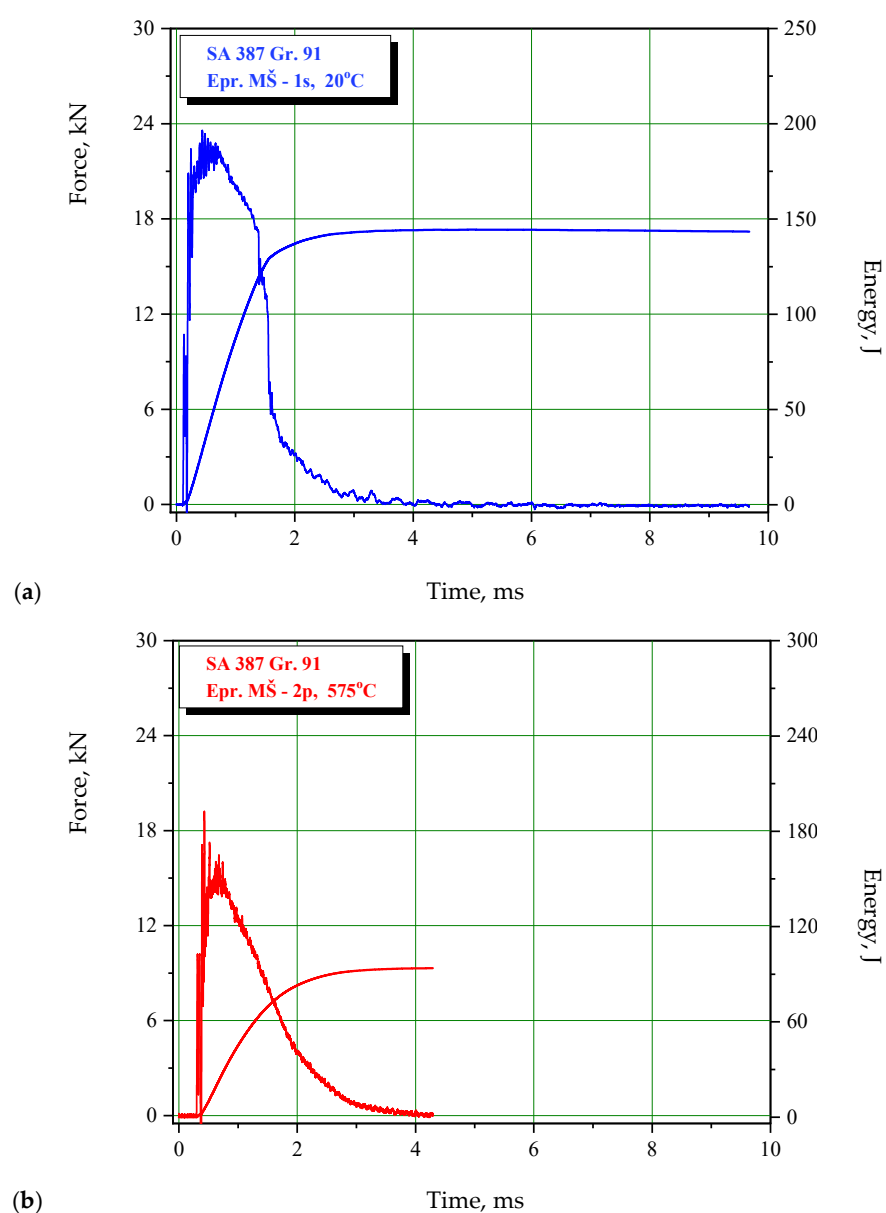 SA 387 Gr. 91
Epr. MŠ - 1s, 20°C
Force, kN
30
24
18
12
6
0
250
200
150
100
50
0
Energy, J
0 2 4 6 8 10
(a)
Time, ms
SA 387 Gr. 91
Epr. MŠ - 2p, 575°C
Force, kN
30
24
18
12
6
0
300
240
180
120
60
0
Energy, J
0 2 4 6 8 10
(b)
Time, ms